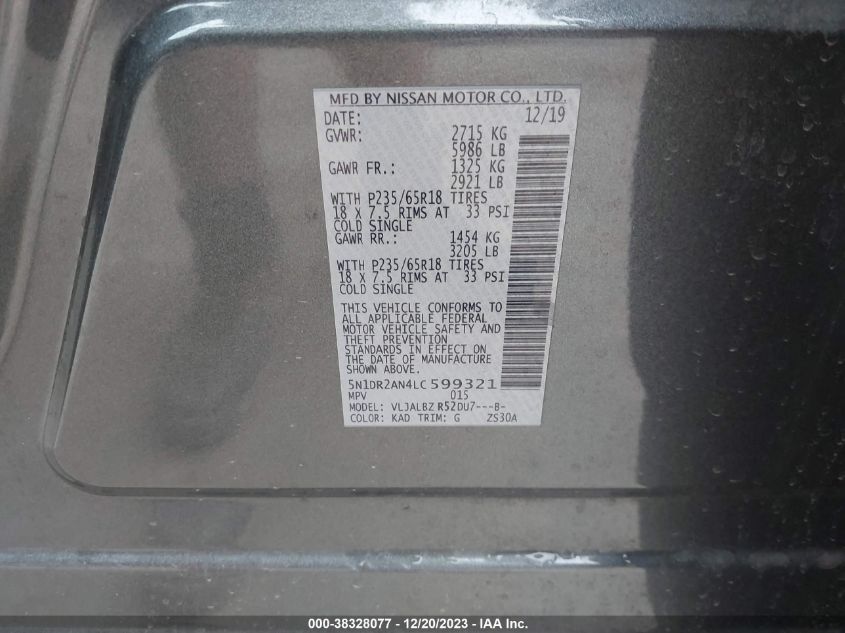 MFD BY NISSAN MOTOR CO., LTD.
DATE: 12/19
GVWR: 2715 KG
5986 LB
GAWR FR.: 1325 KG
2921 LB
WITH P235/65R18 TIRES
18 X 7.5 RIMS AT 33 PSI
COLD SINGLE
GAWR RR.: 1454 KG
3205 LB
WITH P235/65R18 TIRES
18 X 7.5 RIMS AT 33 PSI
COLD SINGLE
THIS VEHICLE CONFORMS TO
ALL APPLICABLE FEDERAL
MOTOR VEHICLE SAFETY AND
THEFT PREVENTION
STANDARDS IN EFFECT ON
THE DATE OF MANUFACTURE
SHOWN ABOVE.
5N1DR2AN4LC599321
MPV 015
MODEL: VLJALBZ R52DU7---B-
COLOR: KAD TRIM: G ZS30A
000-38328077 - 12/20/2023 - IAA Inc.